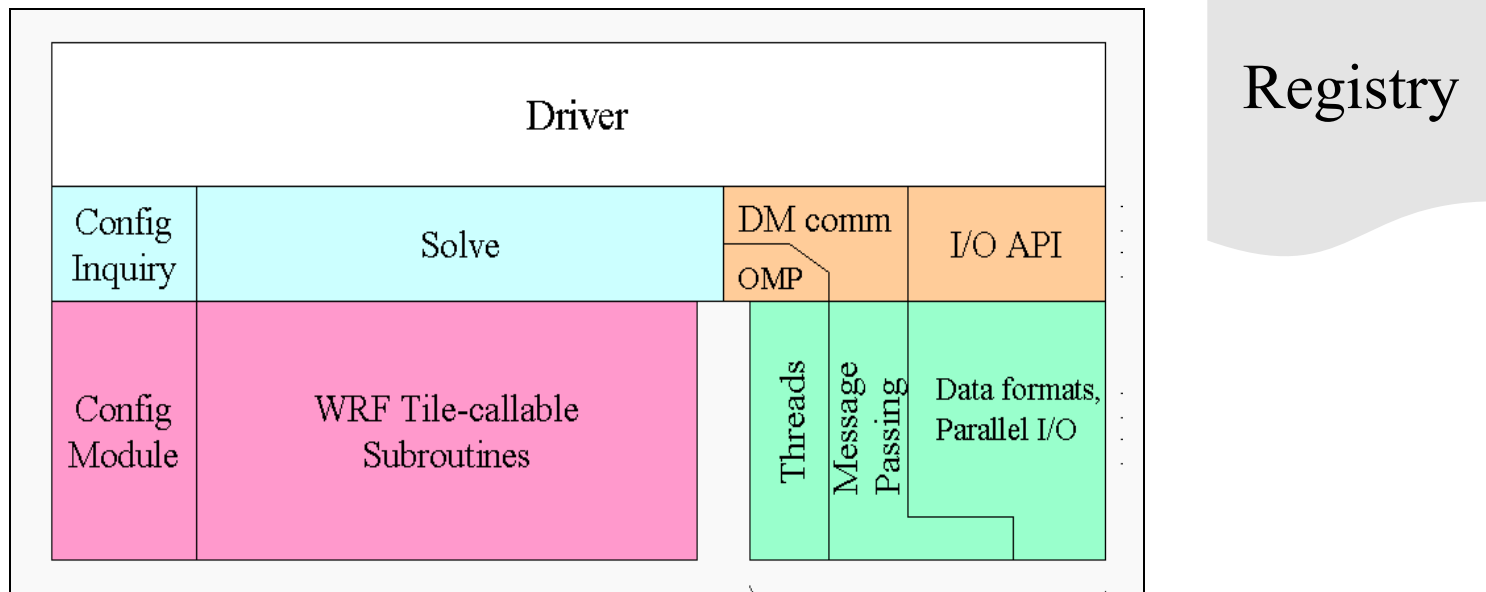 Registry
Driver
Config
Inquiry
Solve
DM comm
OMP
I/O API
Config
Module
WRF Tile-callable
Subroutines
Threads
Message
Passing
Data formats,
Parallel I/O